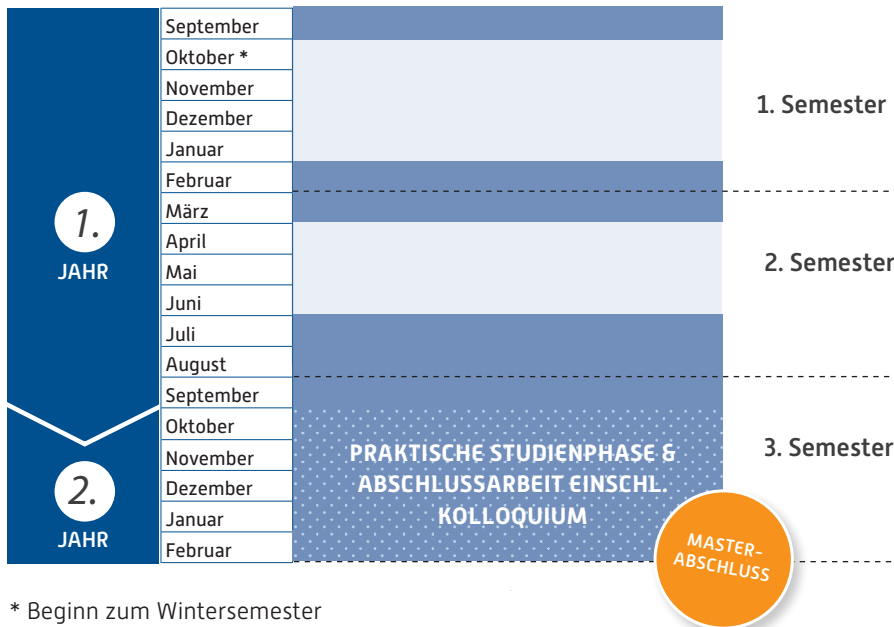 September
Oktober *
November
Dezember
Januar
Februar
März
April
Mai
Juni
Juli
August
September
Oktober
November
Dezember
Januar
Februar
1.
JAHR
2.
JAHR
1. Semester
2. Semester
3. Semester
PRAKTISCHE STUDIENPHASE &
ABSCHLUSSARBEIT EINSCHL.
KOLLOQUIUM
MASTER-
ABSCHLUSS
* Beginn zum Wintersemester